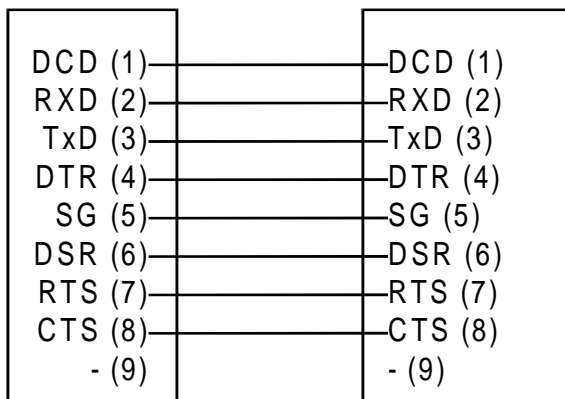 DCD (1) DCD (1)
RXD (2) RXD (2)
TxD (3) TxD (3)
DTR (4) DTR (4)
SG (5) SG (5)
DSR (6) DSR (6)
RTS (7) RTS (7)
CTS (8) CTS (8)
- (9) - (9)